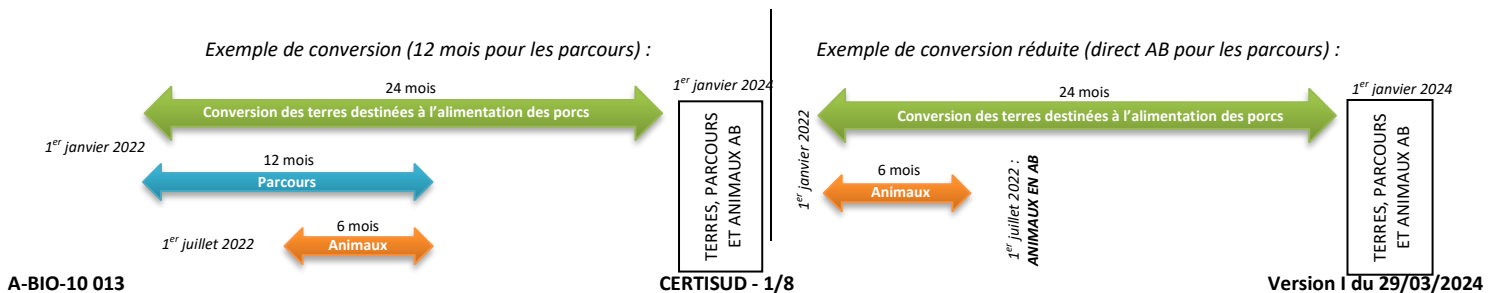 Exemple de conversion (12 mois pour les parcours) :
24 mois
1er janvier 2024
Conversion des terres destinées à l'alimentation des porcs
1er janvier 2022
12 mois
Parcours
6 mois
1er juillet 2022
Animaux
TERRES, PARCOURS
ET ANIMAUX AB
Exemple de conversion réduite (direct AB pour les parcours) :
24 mois
1er janvier 2024
Conversion des terres destinées à l'alimentation des porcs
1er janvier 2022
6 mois
Animaux
1er juillet 2022 :
ANIMAUX EN AB
TERRES, PARCOURS
ET ANIMAUX AB
A-BIO-10 013
CERTISUD - 1/8
Version I du 29/03/2024